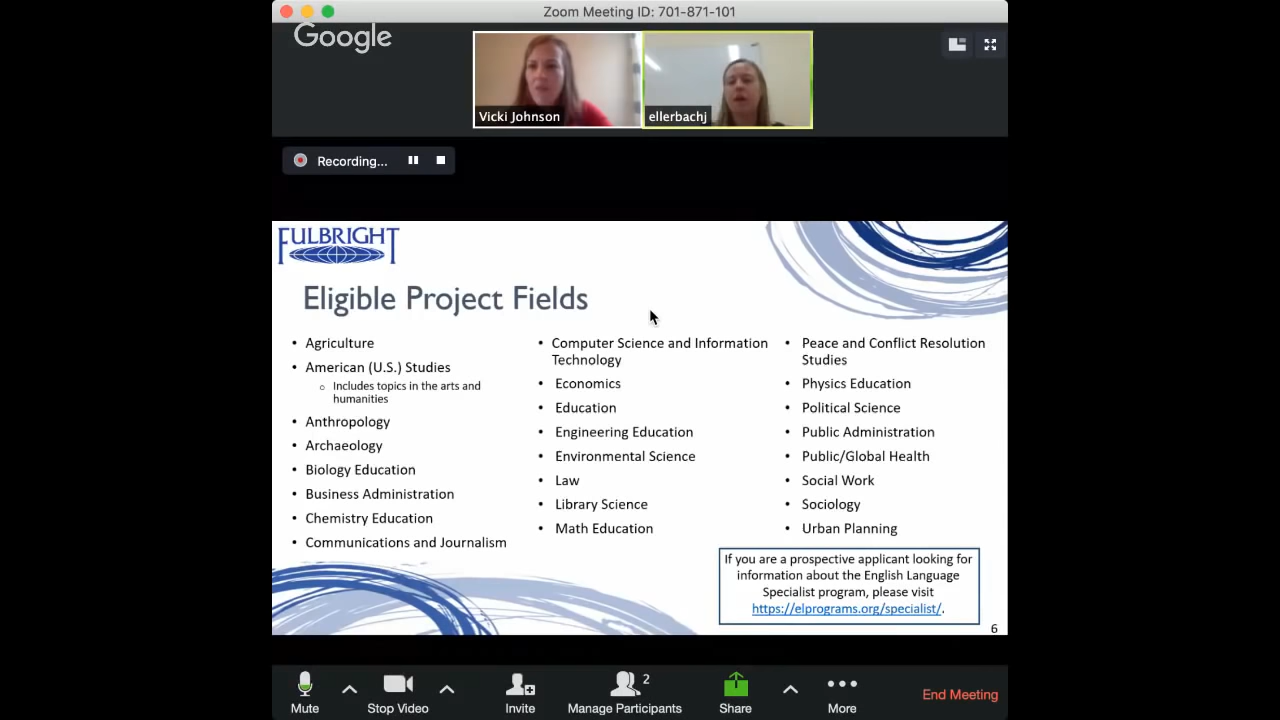 Zoom Meeting ID: 701-871-101
Google
Vicki Johnson
ellerbachj
Recording...
FULBRIGHT
Eligible Project Fields
• Agriculture
• American (U.S.) Studies
o Includes topics in the arts and
humanities
• Anthropology
• Archaeology
• Biology Education
• Business Administration
• Chemistry Education
• Communications and Journalism
• Computer Science and Information
Technology
• Economics
• Education
• Engineering Education
• Environmental Science
• Law
• Library Science
• Math Education
• Peace and Conflict Resolution
Studies
• Physics Education
• Political Science
• Public Administration
• Public/Global Health
• Social Work
• Sociology
• Urban Planning
If you are a prospective applicant looking for
information about the English Language
Specialist program, please visit
https://elprograms.org/specialist/.
6
Mute
Stop Video
Invite
2
Manage Participants
Share
More
End Meeting